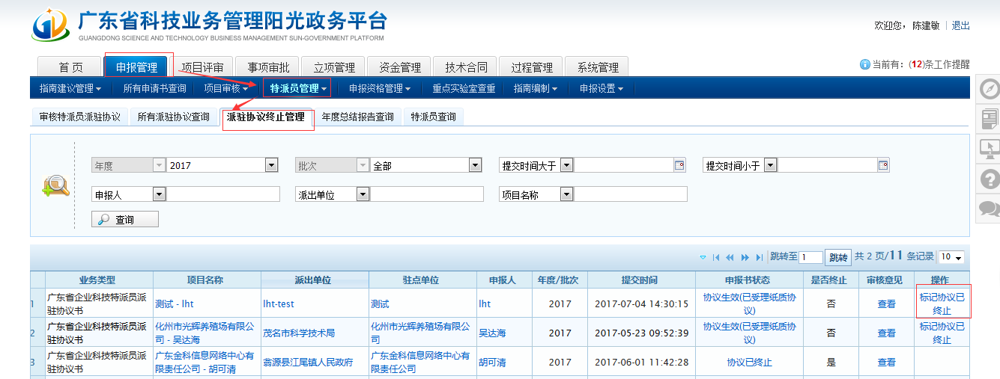 广东省科技业务管理阳光政务平台
GUANGDONG SCIENCE AND TECHNOLOGY BUSINESS MANAGEMENT SUN-GOVERNMENT PLATFORM
欢迎您， 陈建敏 | 退出
首 页 申报管理 项目评审 事项审批 立项管理 资金管理 技术合同 过程管理 系统管理
当前有：(12)条工作提醒
指南建议管理 所有申请书查询 项目审核 特派员管理 申报资格管理 重点实验室查重 指南编制 申报设置
审核特派员派驻协议 所有派驻协议查询 派驻协议终止管理 年度总结报告查询 特派员查询
年度 2017 批次 全部 提交时间大于 提交时间小于
申报人 派出单位 项目名称
查询
跳转至 1 跳转 共 2 页/11 条记录 10
业务类型 项目名称 派出单位 驻点单位 申报人 年度/批次 提交时间 申报书状态 是否终止 审核意见 操作
1 广东省企业科技特派员派 测试 - lht lht-test 测试 lht 2017 2017-07-04 14:30:15 协议生效(已受理纸质协 否 查看 标记协议已
驻协议书 议) 终止
2 广东省企业科技特派员派 化州市光辉养殖场有限公 茂名市科学技术局 化州市光辉养殖场有限公 吴达海 2017 2017-05-23 09:52:39 协议生效(已受理纸质协 否 查看 标记协议已
驻协议书 司 - 吴达海 司 议) 终止
3 广东省企业科技特派员派 广东金科信息网络中心有 翁源县江尾镇人民政府 广东金科信息网络中心有 胡可清 2017 2017-06-01 11:42:28 协议已终止 是 查看
驻协议书 限责任公司 - 胡可清 限责任公司